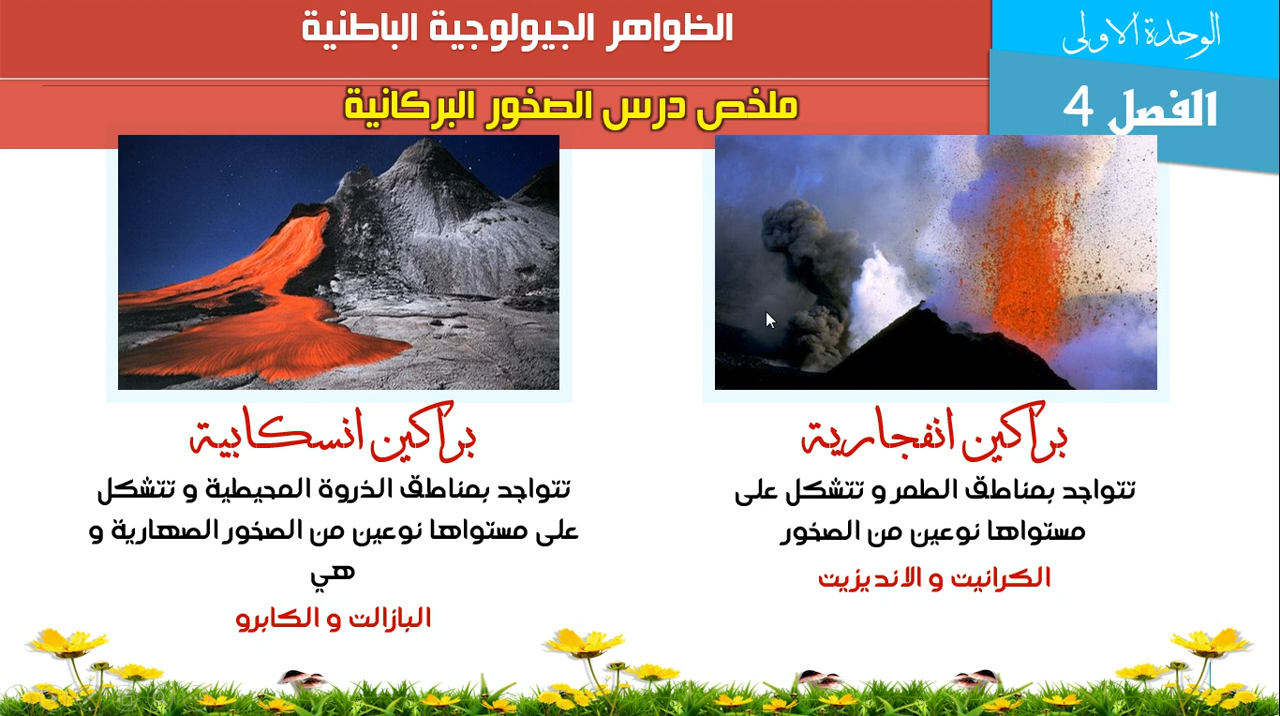 الوحدة الاولى
الفصل 4
الظواهر الجيولوجية الباطنية
ملخص درس الصخور البركانية
براكين انفجارية
تتواجد بمناطق الطمر و تتشكل على
مستواها نوعين من الصخور
الكرانيت و الانديزيت
براكين انسكابية
تتواجد بمناطق الذروة المحيطية و تتشكل
على مستواها نوعين من الصخور الصهارية و
هي
البازالت و الكابرو